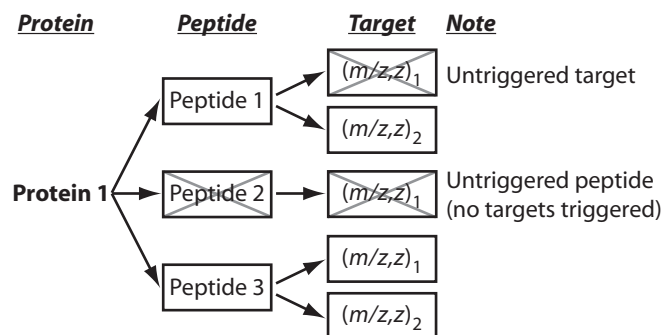 Protein Peptide Target Note
(m/z,z)1 Untriggered target
Peptide 1
(m/z,z)2
Protein 1 Peptide 2 (m/z,z)1 Untriggered peptide
(no targets triggered)
(m/z,z)1
Peptide 3
(m/z,z)2